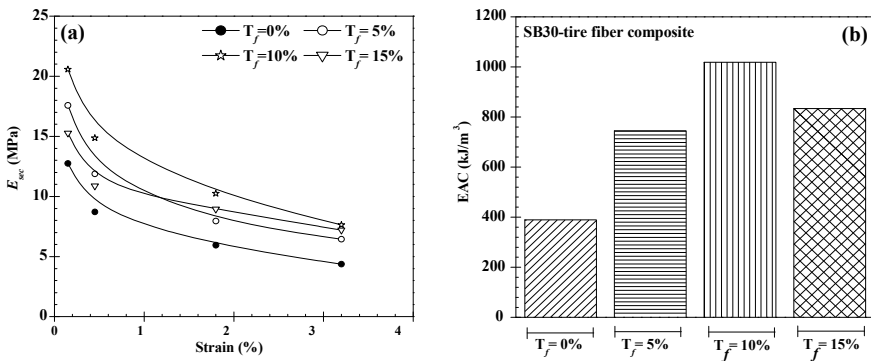 (a)
T_f=0%
T_f=5%
T_f=10%
T_f=15%
E_sec (MPa)
25
20
15
10
5
0
0 1 2 3 4
Strain (%)
SB30-tire fiber composite (b)
EAC (kJ/m³)
1200
1000
800
600
400
200
0
T_f=0% T_f=5% T_f=10% T_f=15%